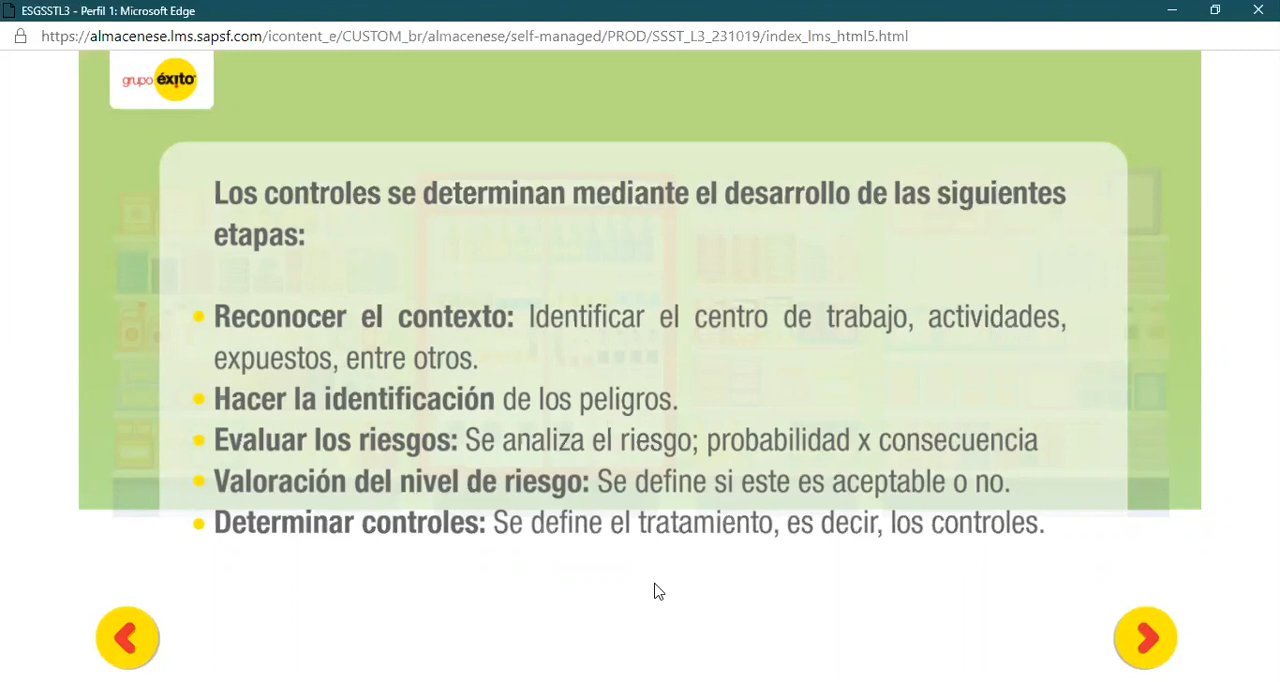 ESGSSTL3 - Perfil 1: Microsoft Edge
https://almacenese.lms.sapsf.com/icontent_e/CUSTOM_br/almacenese/self-managed/PROD/SSST_L3_231019/index_lms_html5.html
grupo éxito
Los controles se determinan mediante el desarrollo de las siguientes
etapas:
Reconocer el contexto: Identificar el centro de trabajo, actividades,
expuestos, entre otros.
Hacer la identificación de los peligros.
Evaluar los riesgos: Se analiza el riesgo; probabilidad x consecuencia
Valoración del nivel de riesgo: Se define si este es aceptable o no.
Determinar controles: Se define el tratamiento, es decir, los controles.